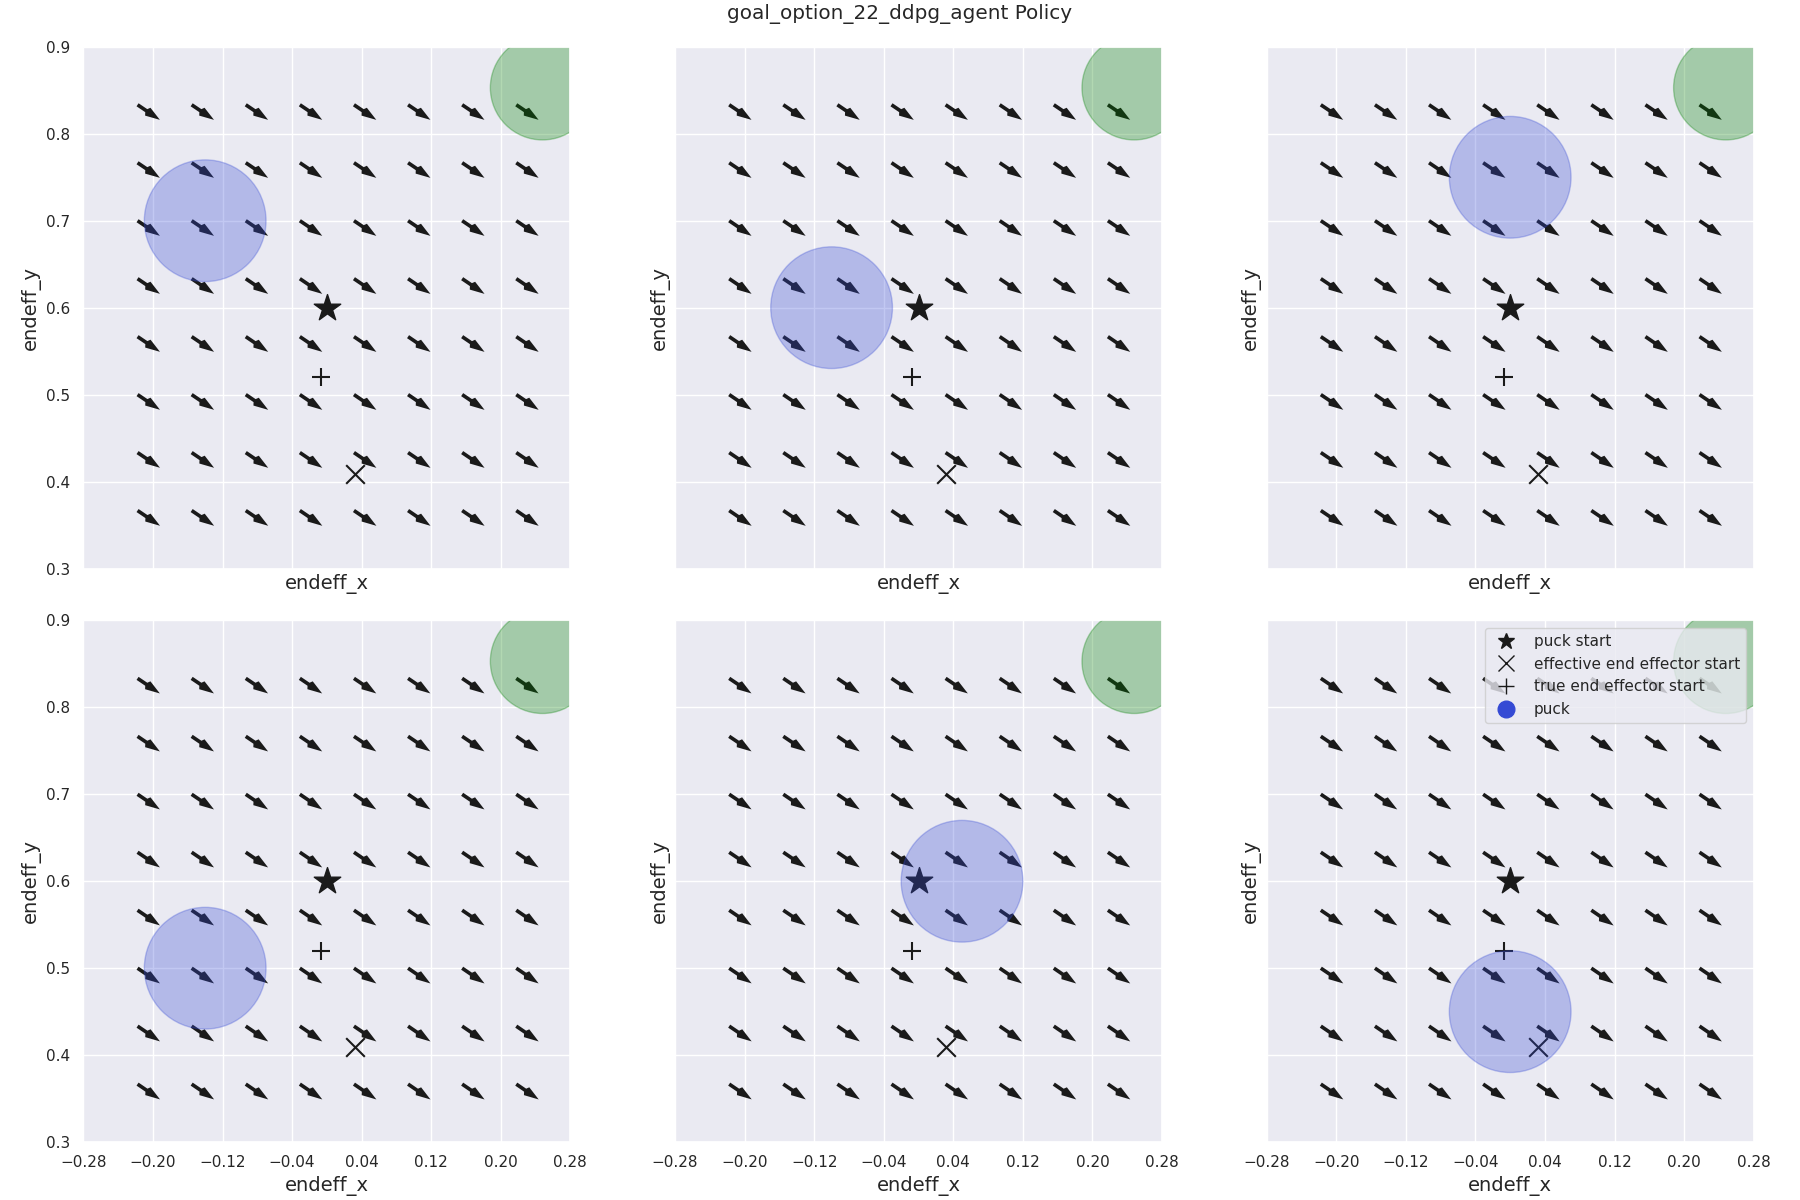 goal_option_22_ddpg_agent Policy
0.9
0.8
0.7
0.6
0.5
0.4
0.3
endeff_y
endeff_x
endeff_y
endeff_x
endeff_y
endeff_x
0.9
0.8
0.7
0.6
0.5
0.4
0.3
endeff_y
−0.28 −0.20 −0.12 −0.04 0.04 0.12 0.20 0.28
endeff_x
endeff_y
−0.28 −0.20 −0.12 −0.04 0.04 0.12 0.20 0.28
endeff_x
endeff_y
puck start
effective end effector start
true end effector start
puck
−0.28 −0.20 −0.12 −0.04 0.04 0.12 0.20 0.28
endeff_x